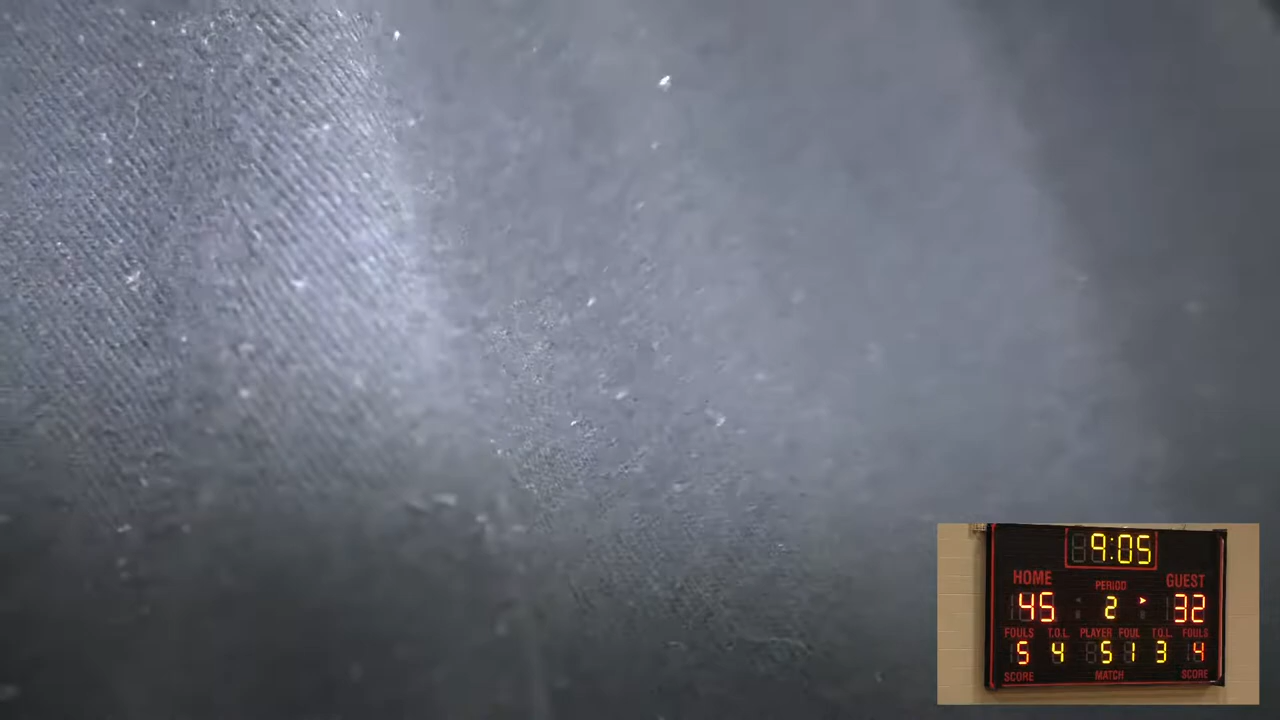 9:05
HOME PERIOD GUEST
45 2 32
FOULS T.O.L. PLAYER FOUL T.O.L. FOULS
5 4 5 1 3 4
SCORE MATCH SCORE